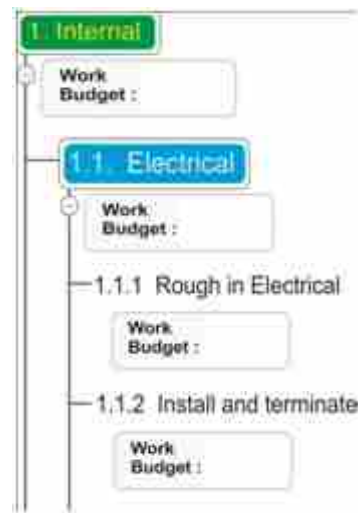 1. Internal
Work
Budget :
1.1. Electrical
Work
Budget :
1.1.1 Rough in Electrical
Work
Budget :
1.1.2 Install and terminate
Work
Budget :